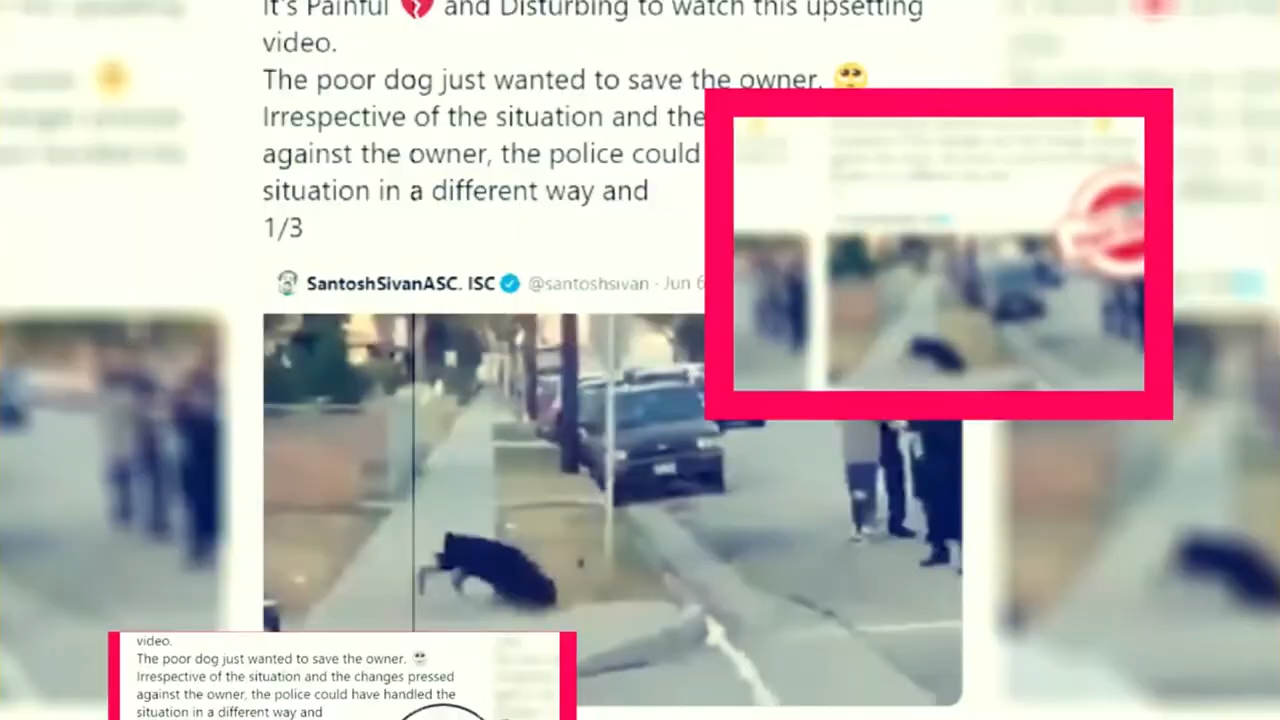 It's Painful 💔 and Disturbing to watch this upsetting
video.
The poor dog just wanted to save the owner. 🥺
Irrespective of the situation and the
against the owner, the police could
situation in a different way and
1/3
SantoshSivanASC. ISC @santoshsivan · Jun 6
video.
The poor dog just wanted to save the owner. 🥺
Irrespective of the situation and the changes pressed
against the owner, the police could have handled the
situation in a different way and